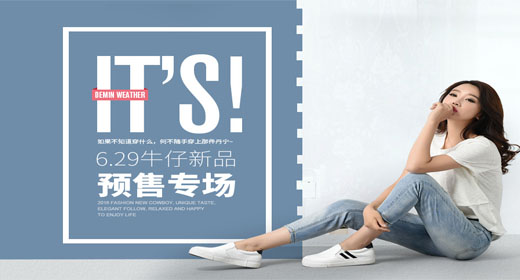 IT'S!
DEMIN WEATHER
如果不知道穿什么，何不随手穿上那件丹宁~
6.29牛仔新品
预售专场
2018 FASHION NEW COWBOY, UNIQUE TASTE,
ELEGANT FOLLOW, RELAXED AND HAPPY
TO ENJOY LIFE